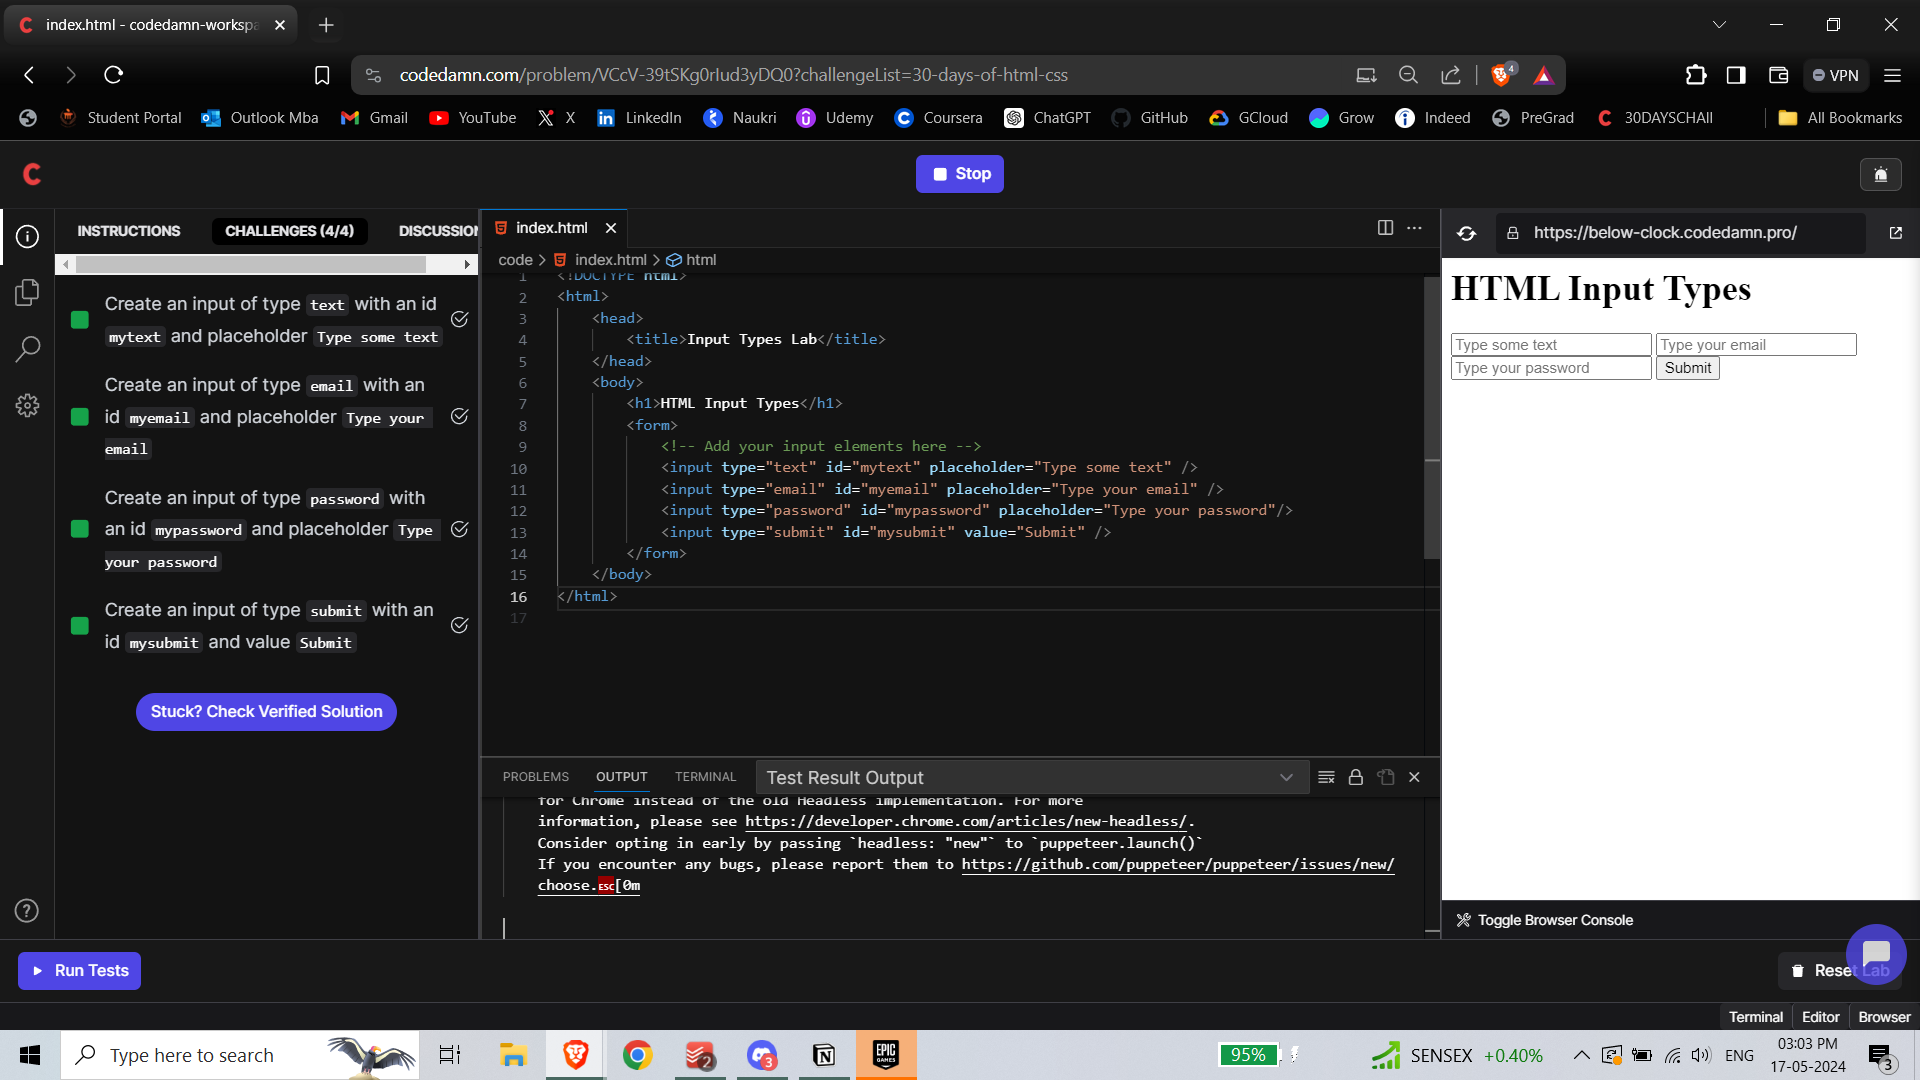 index.html - codedamn-workspa
codedamn.com/problem/VCcV-39tSKg0rIud3yDQ0?challengeList=30-days-of-html-css
4
VPN
Student Portal
Outlook Mba
Gmail
YouTube
X
LinkedIn
Naukri
Udemy
Coursera
ChatGPT
GitHub
GCloud
Grow
Indeed
PreGrad
30DAYSCHAll
All Bookmarks
Stop
INSTRUCTIONS
CHALLENGES (4/4)
DISCUSSION
Create an input of type text with an id
mytext and placeholder Type some text
Create an input of type email with an
id myemail and placeholder Type your
email
Create an input of type password with
an id mypassword and placeholder Type
your password
Create an input of type submit with an
id mysubmit and value Submit
Stuck? Check Verified Solution
index.html
code > index.html > html
1 <!DOCTYPE html>
2 <html>
3 <head>
4 <title>Input Types Lab</title>
5 </head>
6 <body>
7 <h1>HTML Input Types</h1>
8 <form>
9 <!-- Add your input elements here -->
10 <input type="text" id="mytext" placeholder="Type some text" />
11 <input type="email" id="myemail" placeholder="Type your email" />
12 <input type="password" id="mypassword" placeholder="Type your password"/>
13 <input type="submit" id="mysubmit" value="Submit" />
14 </form>
15 </body>
16 </html>
17
PROBLEMS
OUTPUT
TERMINAL
Test Result Output
for Chrome instead of the old Headless implementation. For more
information, please see https://developer.chrome.com/articles/new-headless/.
Consider opting in early by passing `headless: "new"` to `puppeteer.launch()`
If you encounter any bugs, please report them to https://github.com/puppeteer/puppeteer/issues/new/
choose.ESC[0m
https://below-clock.codedamn.pro/
HTML Input Types
Type some text
Type your email
Type your password
Submit
Toggle Browser Console
Run Tests
Reset Lab
Terminal
Editor
Browser
Type here to search
2
3
EPIC
GAMES
95%
SENSEX +0.40%
ENG
03:03 PM
17-05-2024
3